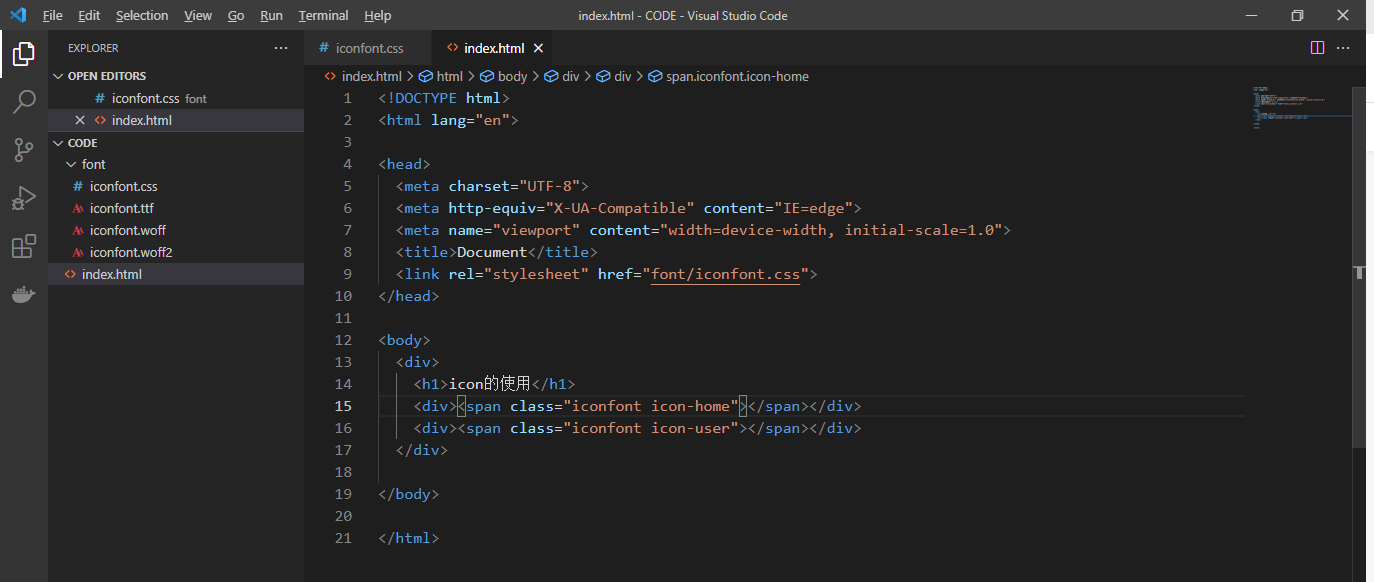 File Edit Selection View Go Run Terminal Help index.html - CODE - Visual Studio Code
EXPLORER
OPEN EDITORS
# iconfont.css font
index.html
CODE
font
# iconfont.css
iconfont.ttf
iconfont.woff
iconfont.woff2
index.html
# iconfont.css
index.html
index.html > html > body > div > div > span.iconfont.icon-home
1 <!DOCTYPE html>
2 <html lang="en">
3
4 <head>
5 <meta charset="UTF-8">
6 <meta http-equiv="X-UA-Compatible" content="IE=edge">
7 <meta name="viewport" content="width=device-width, initial-scale=1.0">
8 <title>Document</title>
9 <link rel="stylesheet" href="font/iconfont.css">
10 </head>
11
12 <body>
13 <div>
14 <h1>icon的使用</h1>
15 <div><span class="iconfont icon-home"></span></div>
16 <div><span class="iconfont icon-user"></span></div>
17 </div>
18
19 </body>
20
21 </html>